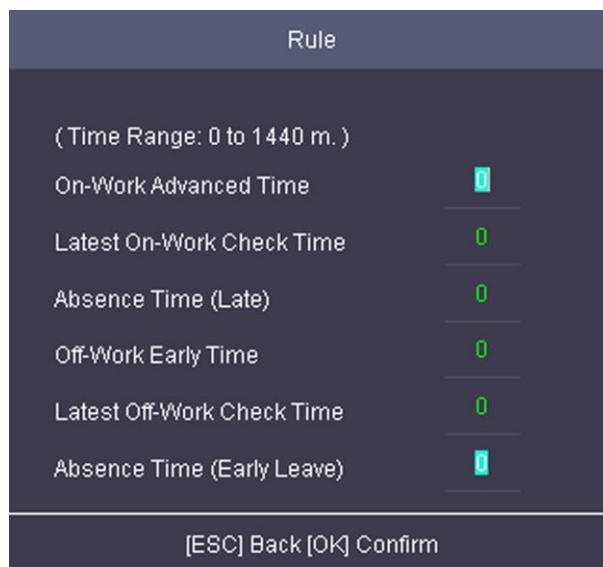 Rule
( Time Range: 0 to 1440 m. )
On-Work Advanced Time 0
Latest On-Work Check Time 0
Absence Time (Late) 0
Off-Work Early Time 0
Latest Off-Work Check Time 0
Absence Time (Early Leave) 0
[ESC] Back [OK] Confirm